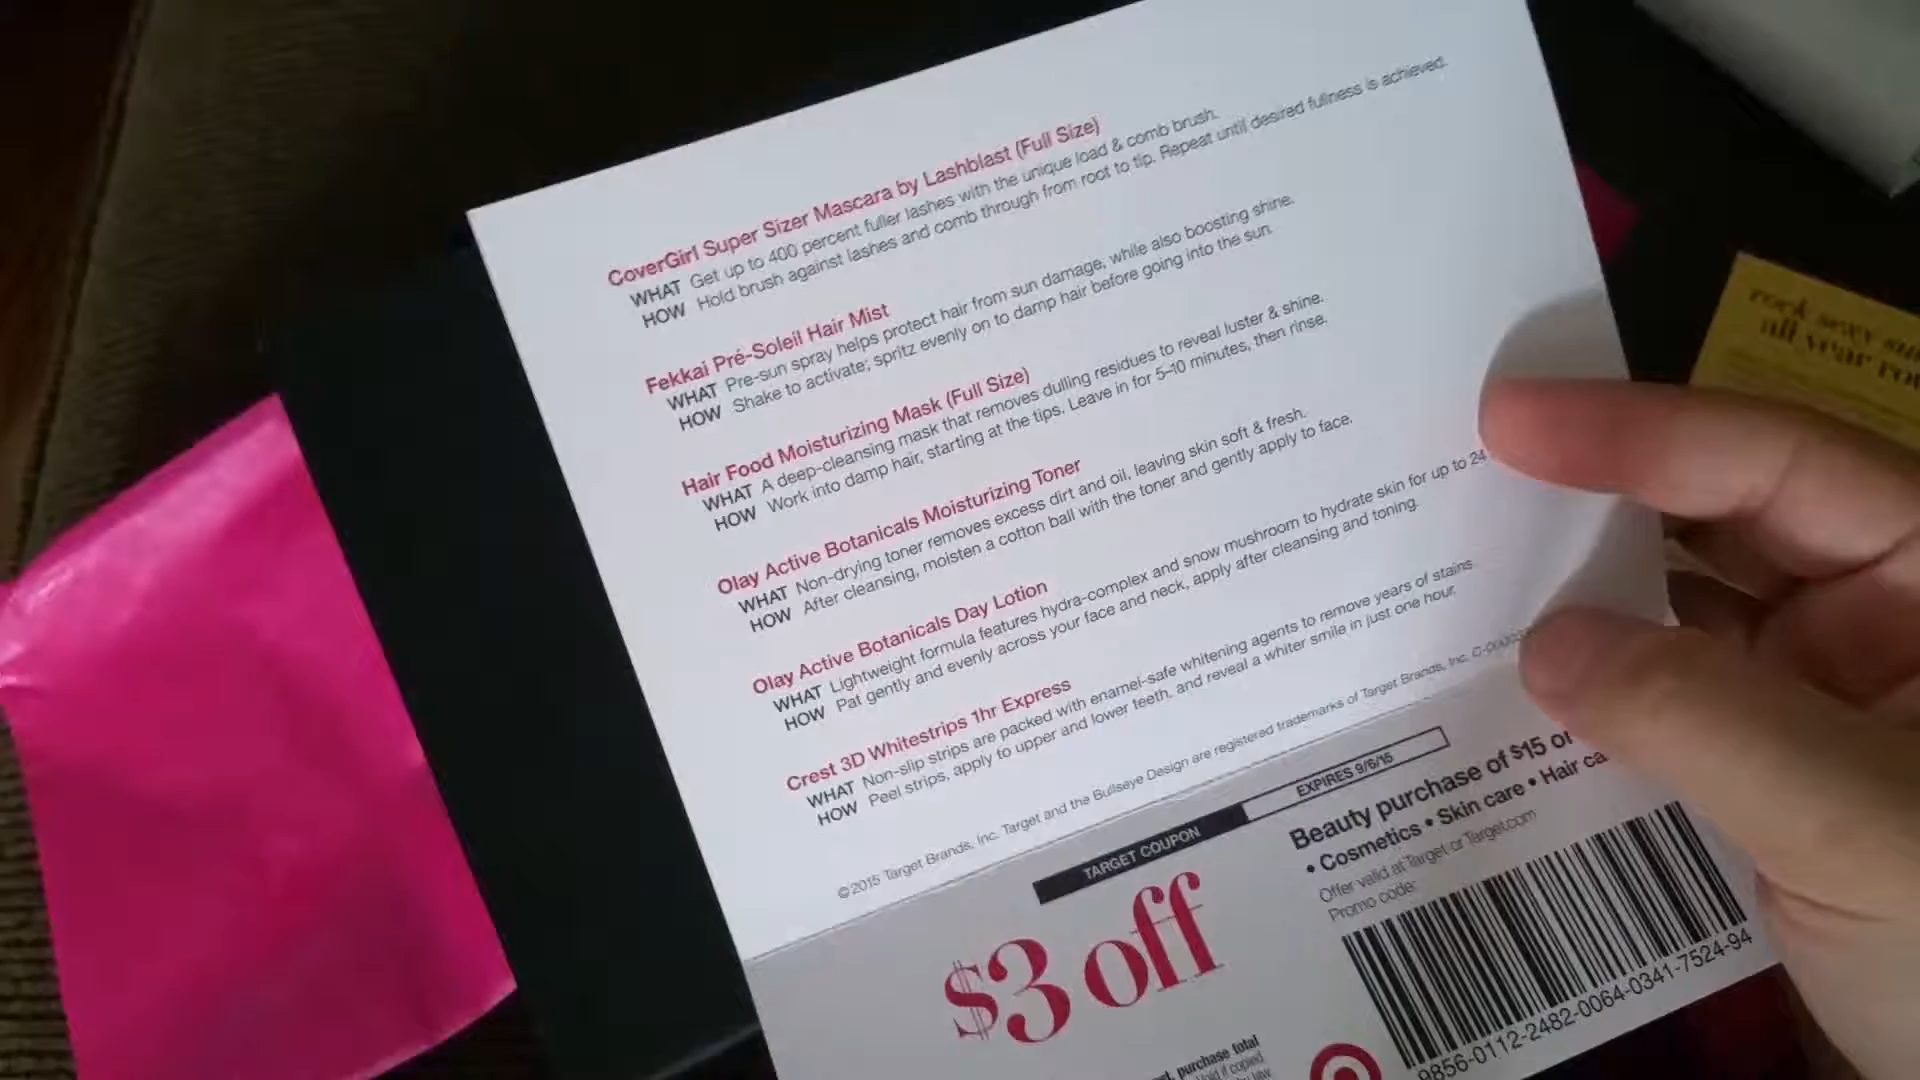 CoverGirl Super Sizer Mascara by Lashblast (Full Size)
WHAT Get up to 400 percent fuller lashes with the unique load & comb brush.
HOW Hold brush against lashes and comb through from root to tip. Repeat until desired fullness is achieved.
Fekkai Pré-Soleil Hair Mist
WHAT Pre-sun spray helps protect hair from sun damage, while also boosting shine.
HOW Shake to activate; spritz evenly on to damp hair before going into the sun.
Hair Food Moisturizing Mask (Full Size)
WHAT A deep-cleansing mask that removes dulling residues to reveal luster & shine.
HOW Work into damp hair, starting at the tips. Leave in for 5–10 minutes, then rinse.
Olay Active Botanicals Moisturizing Toner
WHAT Non-drying toner removes excess dirt and oil, leaving skin soft & fresh.
HOW After cleansing, moisten a cotton ball with the toner and gently apply to face.
Olay Active Botanicals Day Lotion
WHAT Lightweight formula features hydra-complex and snow mushroom to hydrate skin for up to 24
HOW Pat gently and evenly across your face and neck, apply after cleansing and toning.
Crest 3D Whitestrips 1hr Express
WHAT Non-slip strips are packed with enamel-safe whitening agents to remove years of stains.
HOW Peel strips, apply to upper and lower teeth, and reveal a whiter smile in just one hour.
©2015 Target Brands, Inc. Target and the Bullseye Design are registered trademarks of Target Brands, Inc.
TARGET COUPON EXPIRES 9/6/15
$3 off
Beauty purchase of $15 or
• Cosmetics • Skin care • Hair
Offer valid at Target or Target.com
Promo code:
9856-0112-2482-0064-0341-7524-94
purchase total
if copied
rock sexy
all year